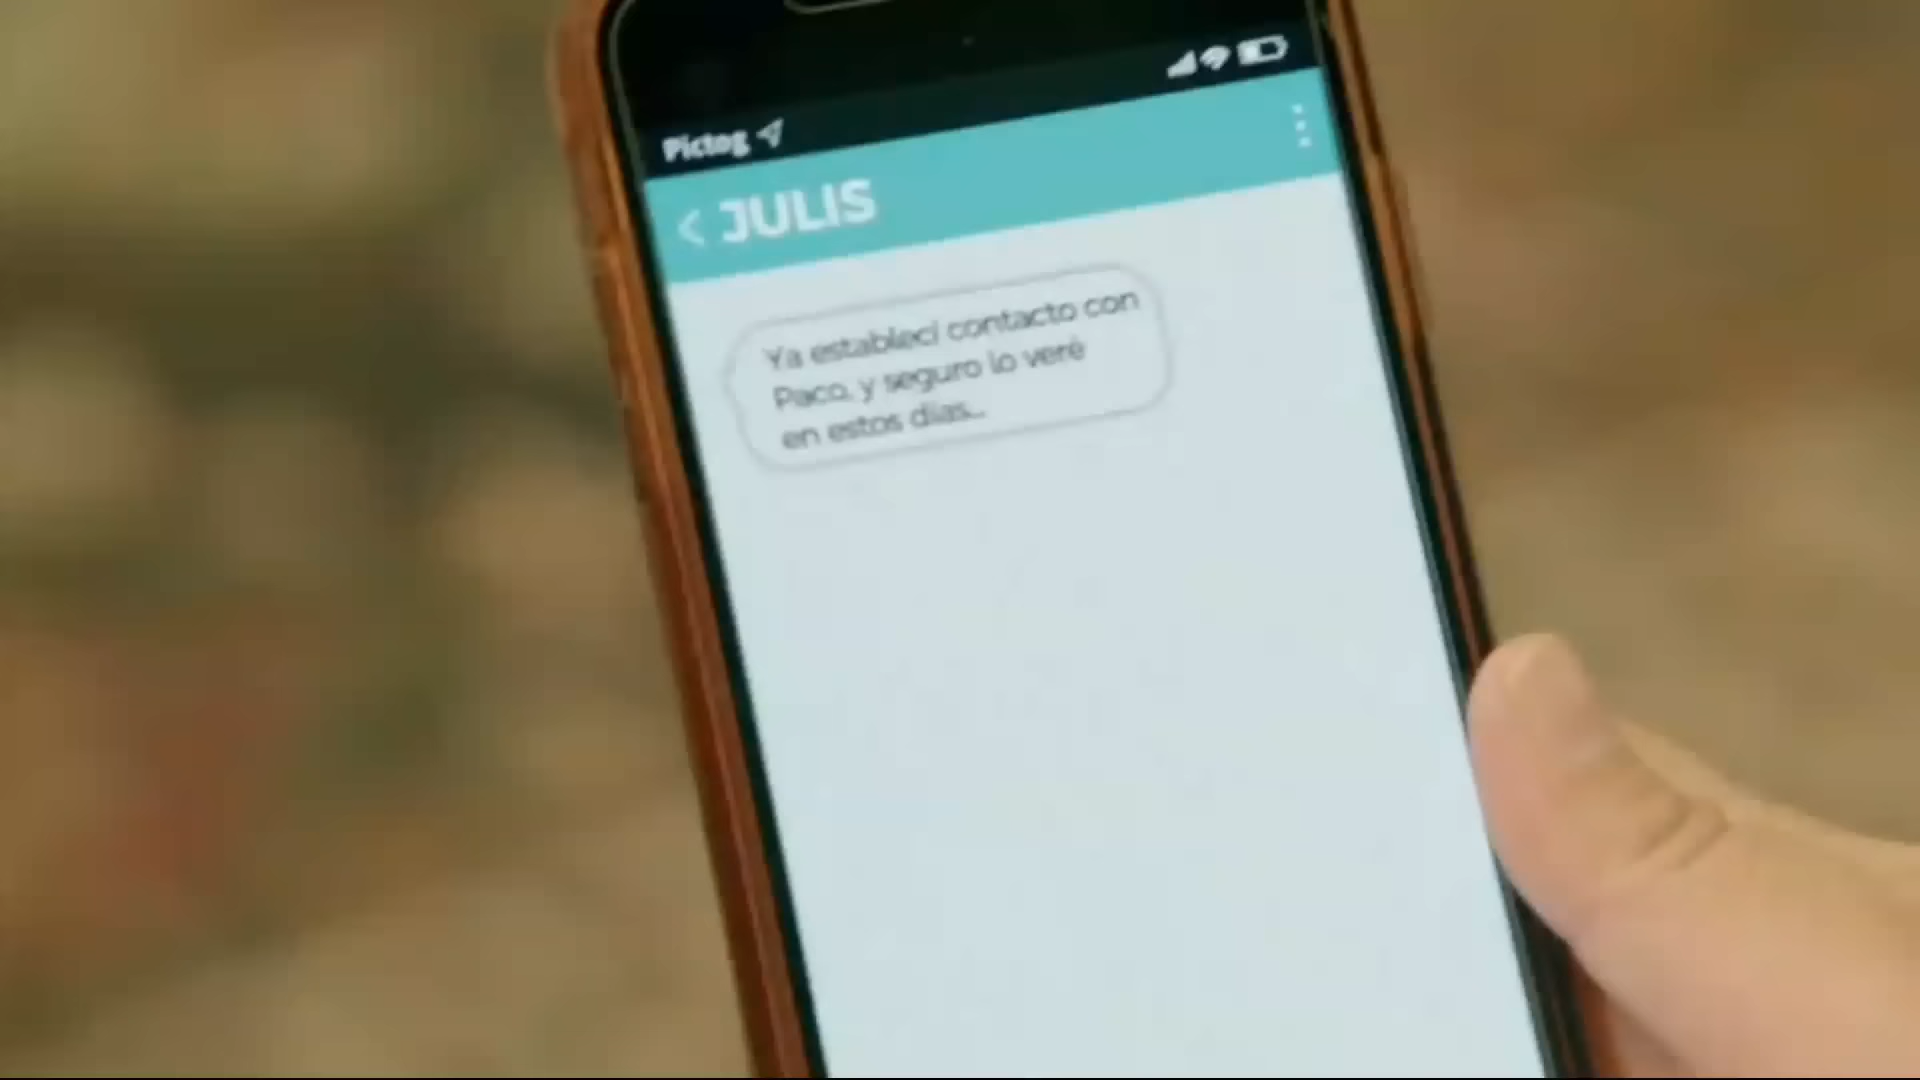 Pictog
JULIS
Ya establecí contacto con
Paco, y seguro lo veré
en estos días...